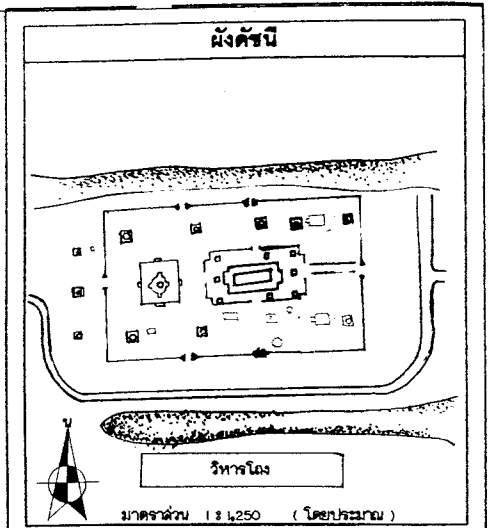 ผังดัชนี
น
วิหารโถง
มาตราส่วน 1:1,250 (โดยประมาณ)